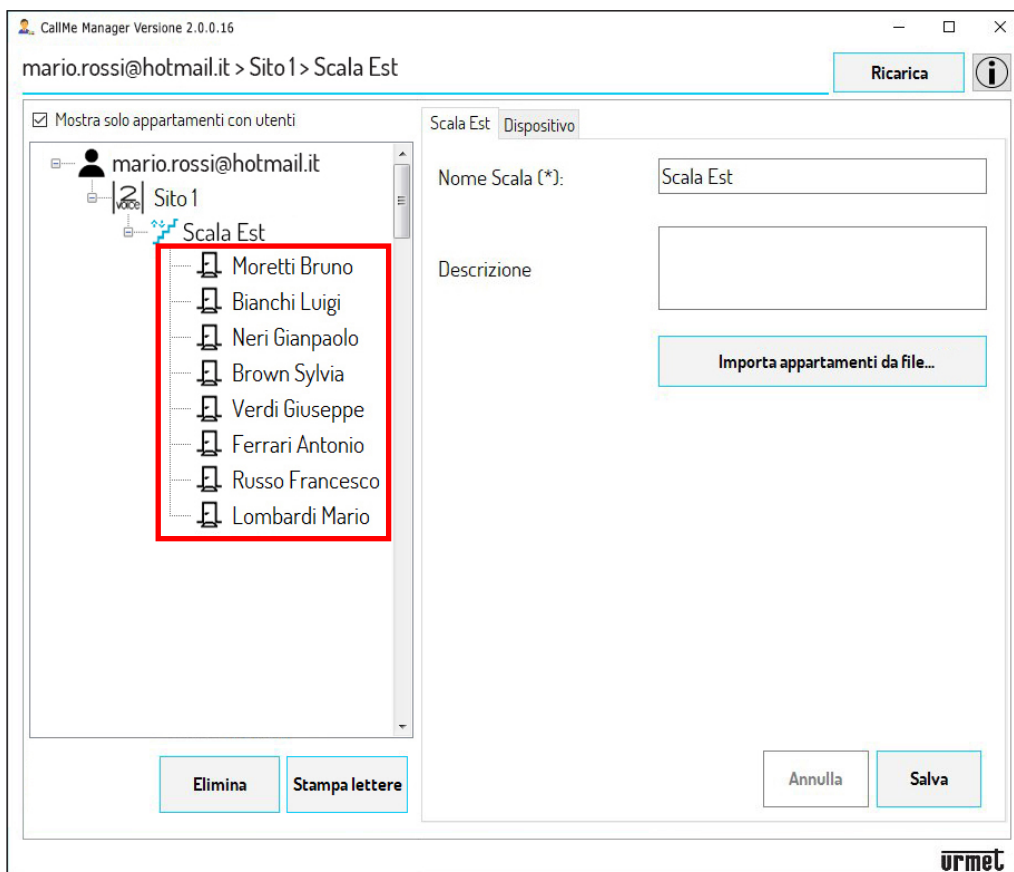 CallMe Manager Versione 2.0.0.16
mario.rossi@hotmail.it > Sito 1 > Scala Est
Ricarica
Mostra solo appartamenti con utenti
mario.rossi@hotmail.it
2 voice Sito 1
Scala Est
Moretti Bruno
Bianchi Luigi
Neri Gianpaolo
Brown Sylvia
Verdi Giuseppe
Ferrari Antonio
Russo Francesco
Lombardi Mario
Elimina
Stampa lettere
Scala Est
Dispositivo
Nome Scala (*):
Scala Est
Descrizione
Importa appartamenti da file...
Annulla
Salva
urmet